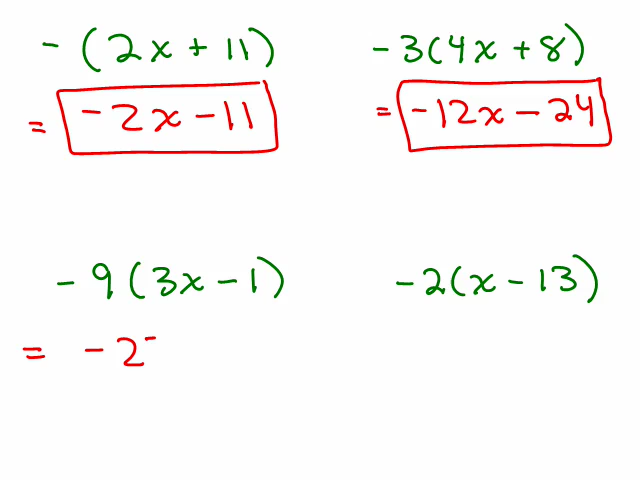 - (2x + 11)
= -2x - 11
- 3(4x + 8)
= -12x - 24
- 9(3x - 1)
= - 2
- 2(x - 13)